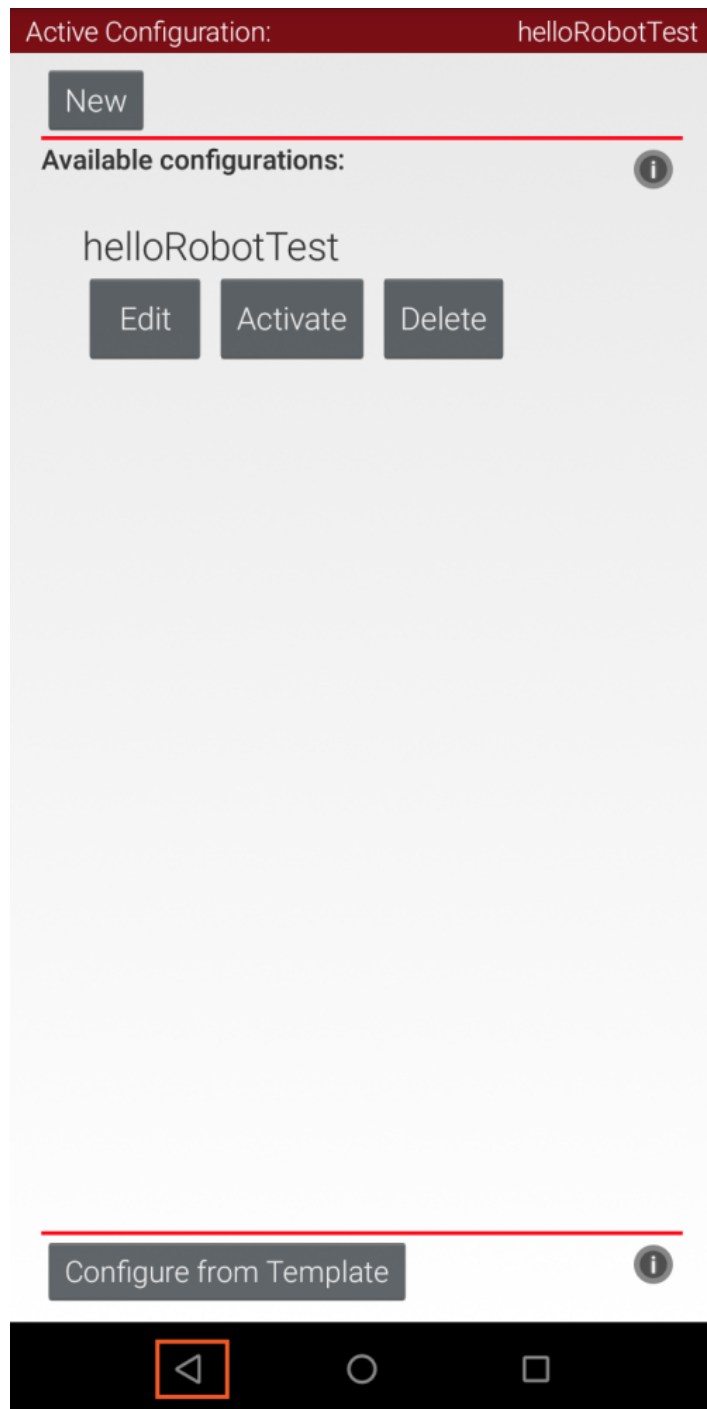 Active Configuration: helloRobotTest
New
Available configurations:
helloRobotTest
Edit Activate Delete
Configure from Template